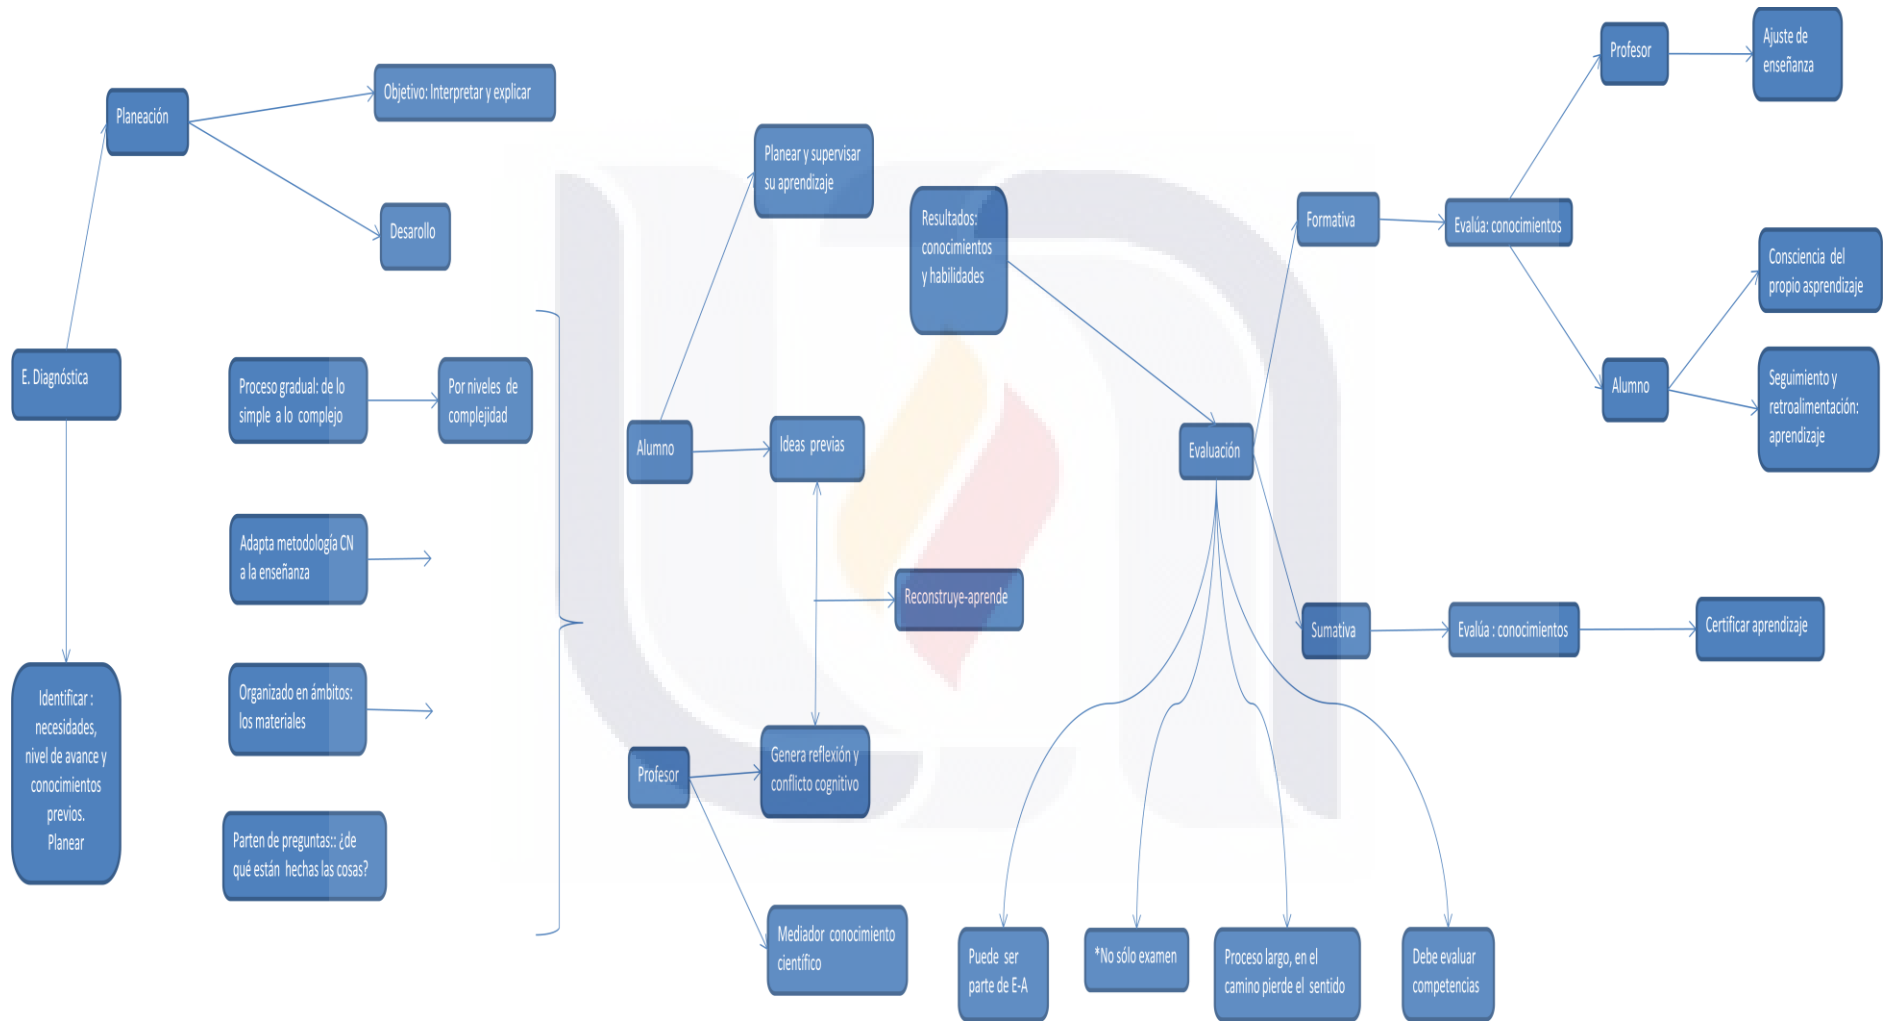 Planeación
Objetivo: Interpretar y explicar
Desarollo
E. Diagnóstica
Identificar :
necesidades,
nivel de avance y
conocimientos
previos.
Planear
Proceso gradual: de lo
simple a lo complejo
Por niveles de
complejidad
Adapta metodología CN
a la enseñanza
Organizado en ámbitos:
los materiales
Parten de preguntas:: ¿de
qué están hechas las cosas?
Planear y supervisar
su aprendizaje
Alumno
Ideas previas
Reconstruye-aprende
Profesor
Genera reflexión y
conflicto cognitivo
Mediador conocimiento
científico
Resultados:
conocimientos
y habilidades
Evaluación
Formativa
Evalúa: conocimientos
Profesor
Ajuste de
enseñanza
Alumno
Consciencia del
propio asprendizaje
Seguimiento y
retroalimentación:
aprendizaje
Sumativa
Evalúa : conocimientos
Certificar aprendizaje
Puede ser
parte de E-A
*No sólo examen
Proceso largo, en el
camino pierde el sentido
Debe evaluar
competencias